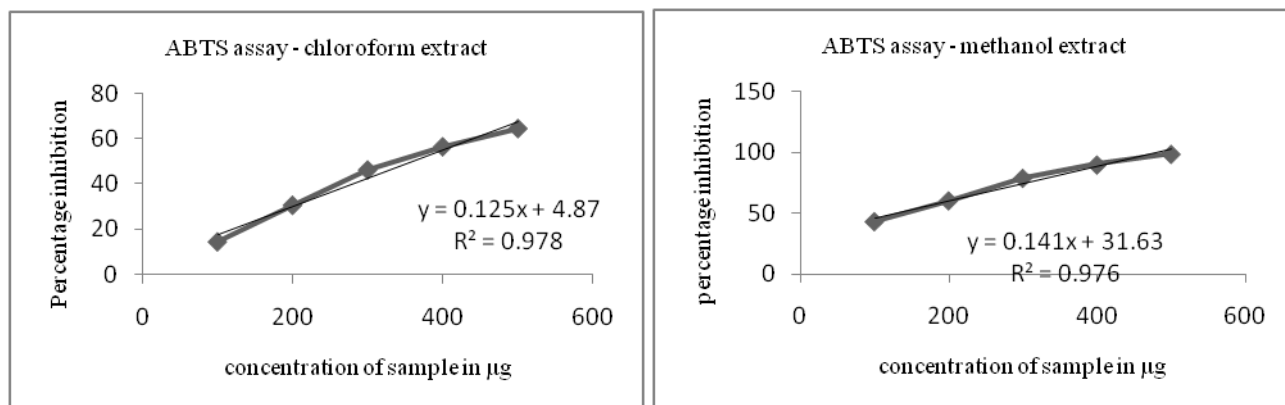 ABTS assay - chloroform extract
Percentage inhibition
80
60
40
20
0
y = 0.125x + 4.87
R² = 0.978
0 200 400 600
concentration of sample in µg
ABTS assay - methanol extract
percentage inhibition
150
100
50
0
y = 0.141x + 31.63
R² = 0.976
0 200 400 600
concentration of sample in µg